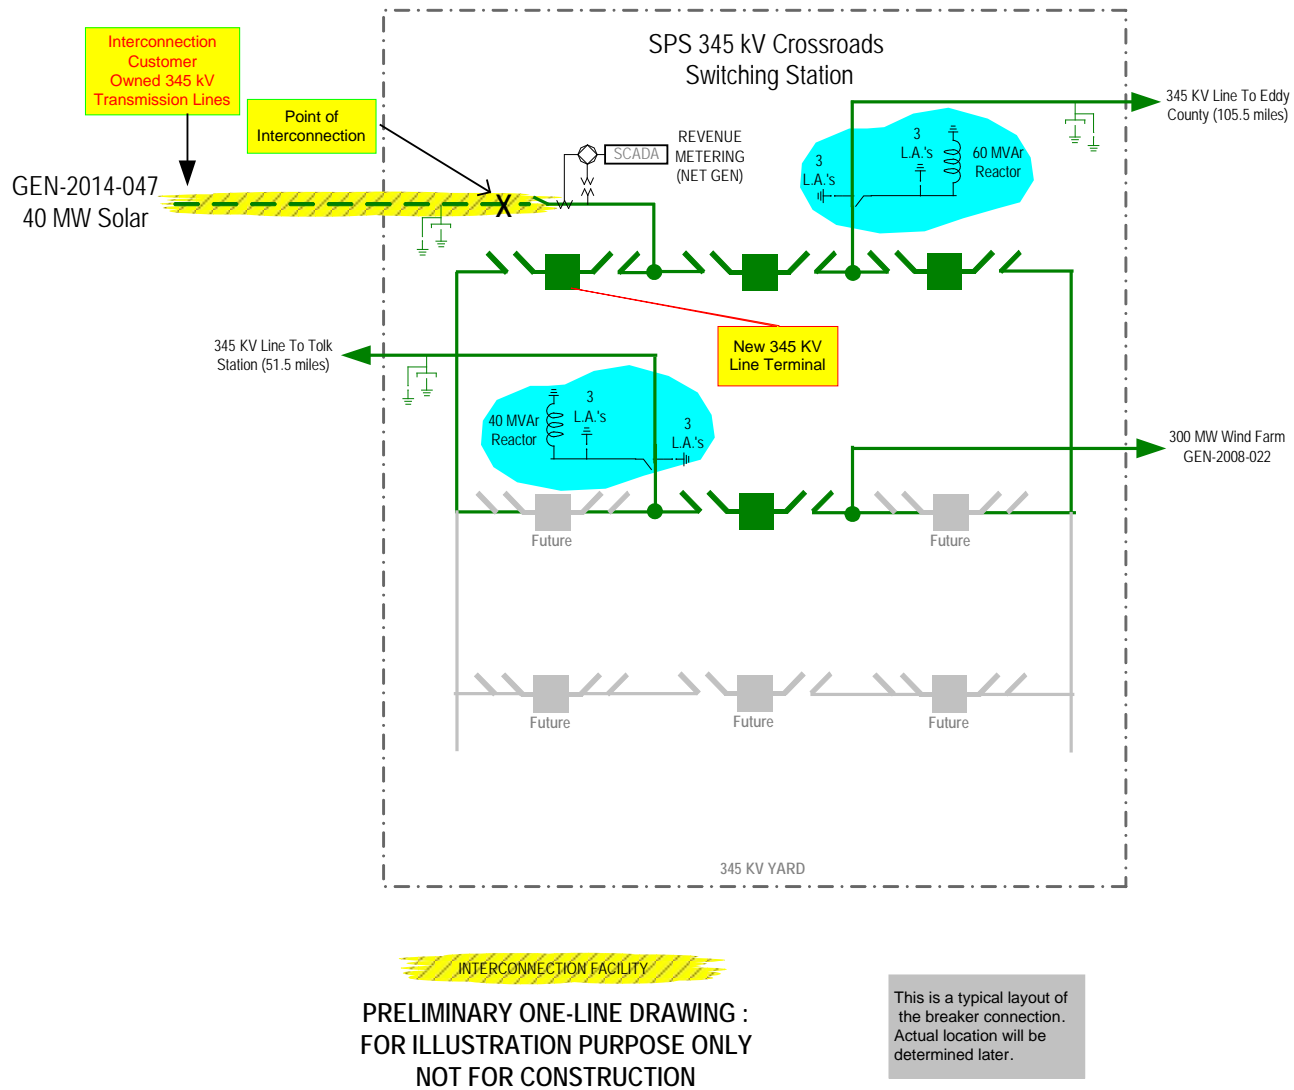 Interconnection
Customer
Owned 345 kV
Transmission Lines
Point of
Interconnection
SPS 345 kV Crossroads
Switching Station
345 KV Line To Eddy
County (105.5 miles)
REVENUE
METERING
(NET GEN)
SCADA
3
L.A.'s
3
L.A.'s
60 MVAr
Reactor
GEN-2014-047
40 MW Solar
X
New 345 KV
Line Terminal
345 KV Line To Tolk
Station (51.5 miles)
40 MVAr
Reactor
3
L.A.'s
3
L.A.'s
300 MW Wind Farm
GEN-2008-022
Future
Future
Future
Future
Future
345 KV YARD
INTERCONNECTION FACILITY
PRELIMINARY ONE-LINE DRAWING :
FOR ILLUSTRATION PURPOSE ONLY
NOT FOR CONSTRUCTION
This is a typical layout of
the breaker connection.
Actual location will be
determined later.